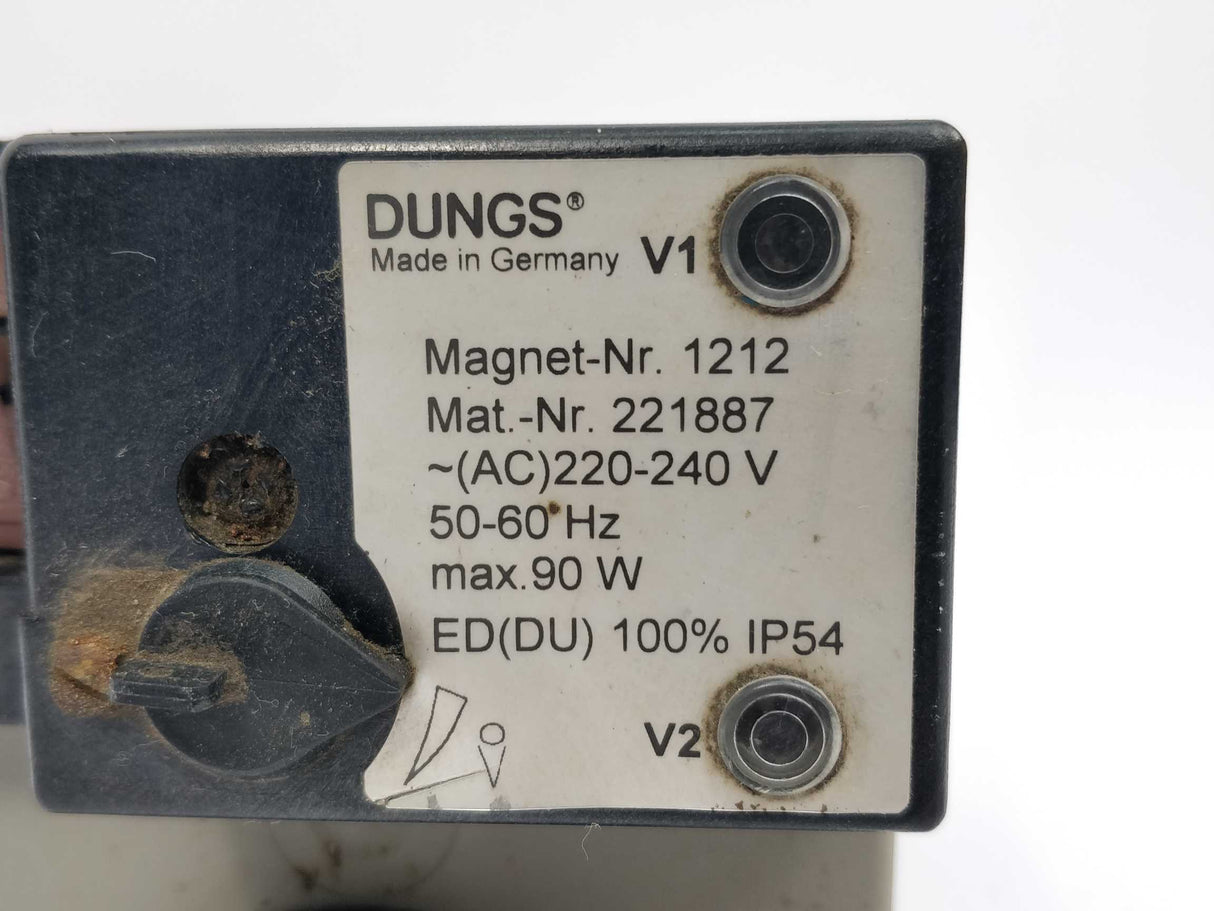 DUNGS®
Made in Germany
V1
Magnet-Nr. 1212
Mat.-Nr. 221887
~(AC)220-240 V
50-60 Hz
max.90 W
ED(DU) 100% IP54
V2